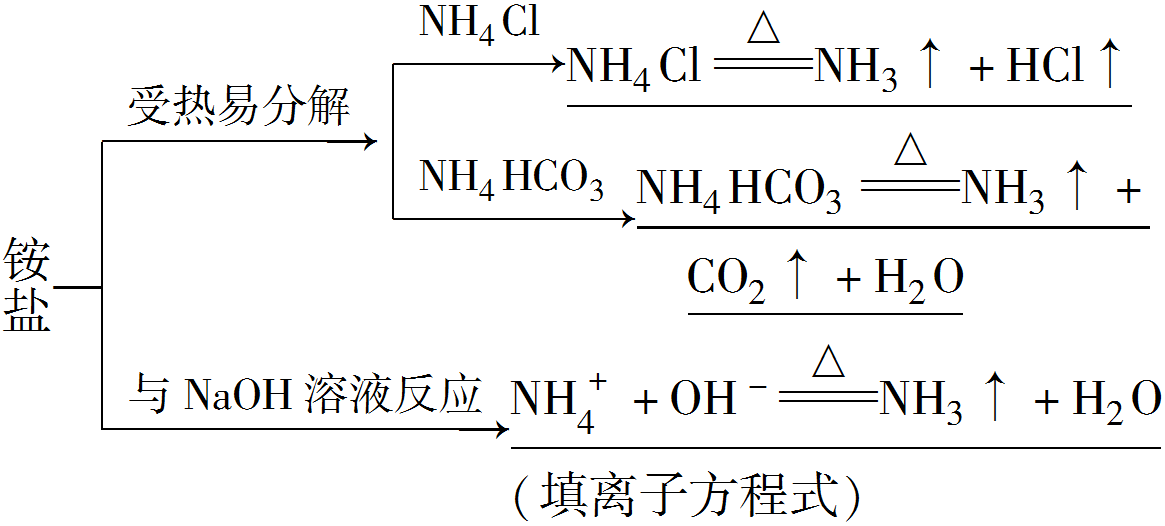 铵盐
受热易分解
NH₄Cl
NH₄Cl ══△══ NH₃↑ + HCl↑
NH₄HCO₃
NH₄HCO₃ ══△══ NH₃↑ +
CO₂↑ + H₂O
与 NaOH 溶液反应
NH₄⁺ + OH⁻ ══△══ NH₃↑ + H₂O
(填离子方程式)